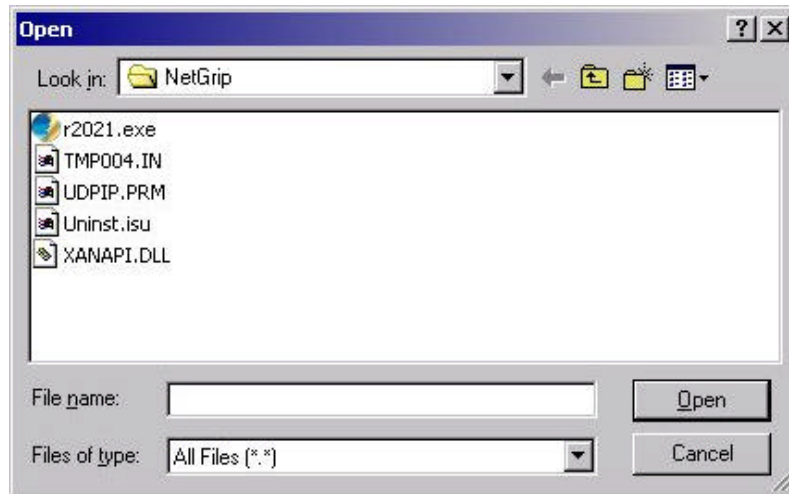 Open
Look in: NetGrip
r2021.exe
TMP004.IN
UDPIP.PRM
Uninst.isu
XANAPI.DLL
File name: Open
Files of type: All Files (*.*) Cancel